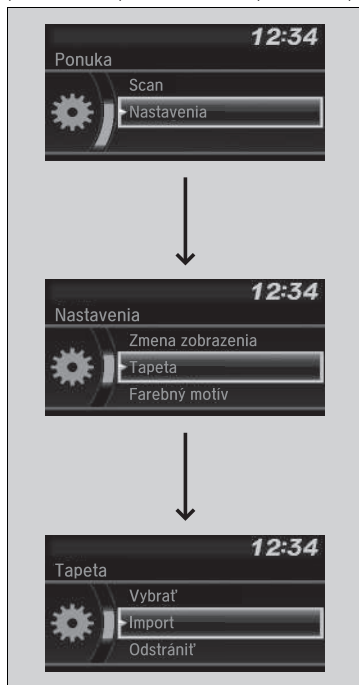 12:34
Ponuka
Scan
Nastavenia
12:34
Nastavenia
Zmena zobrazenia
Tapeta
Farebný motív
12:34
Tapeta
Vybrať
Import
Odstrániť